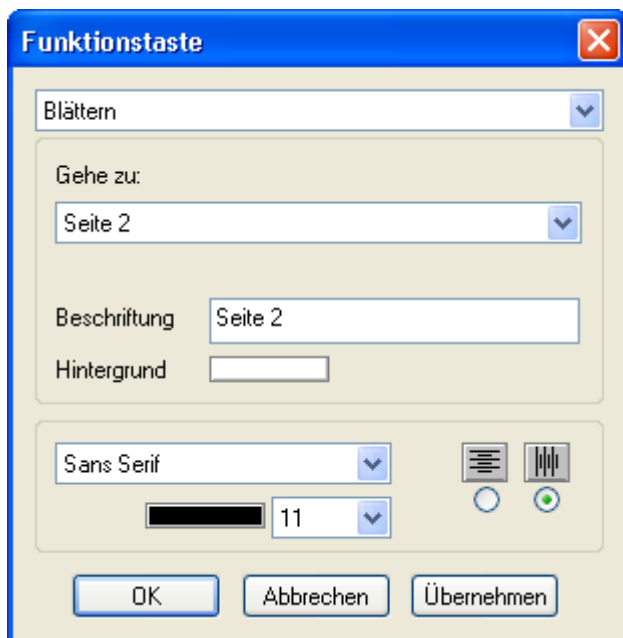 Funktionstaste
Blättern
Gehe zu:
Seite 2
Beschriftung Seite 2
Hintergrund
Sans Serif
11
OK Abbrechen Übernehmen